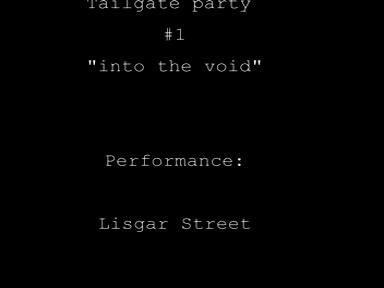 Tailgate party
#1
"into the void"
Performance:
Lisgar Street